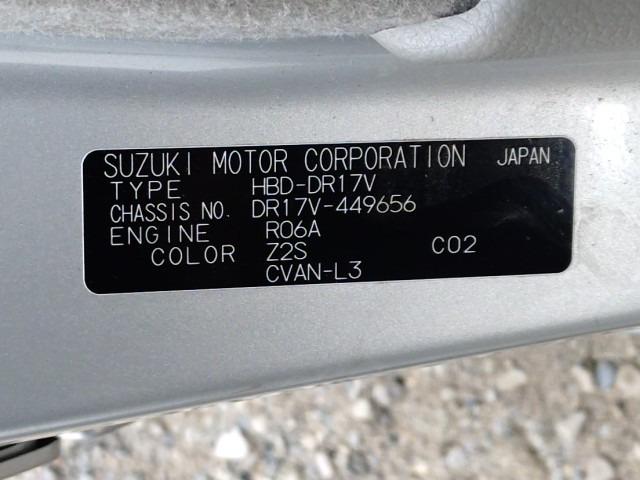 SUZUKI MOTOR CORPORATION JAPAN
TYPE HBD-DR17V
CHASSIS NO. DR17V-449656
ENGINE R06A
COLOR Z2S C02
CVAN-L3